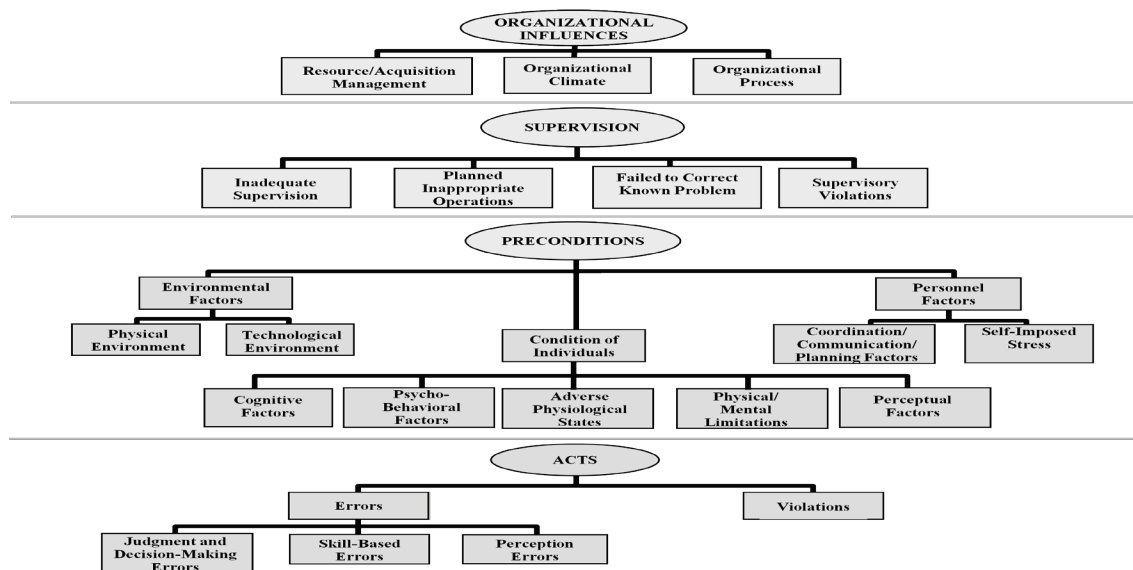 ORGANIZATIONAL
INFLUENCES
Resource/Acquisition
Management
Organizational
Climate
Organizational
Process
SUPERVISION
Inadequate
Supervision
Planned
Inappropriate
Operations
Failed to Correct
Known Problem
Supervisory
Violations
PRECONDITIONS
Environmental
Factors
Personnel
Factors
Physical
Environment
Technological
Environment
Condition of
Individuals
Coordination/
Communication/
Planning Factors
Self-Imposed
Stress
Cognitive
Factors
Psycho-
Behavioral
Factors
Adverse
Physiological
States
Physical/
Mental
Limitations
Perceptual
Factors
ACTS
Errors
Violations
Judgment and
Decision-Making
Errors
Skill-Based
Errors
Perception
Errors